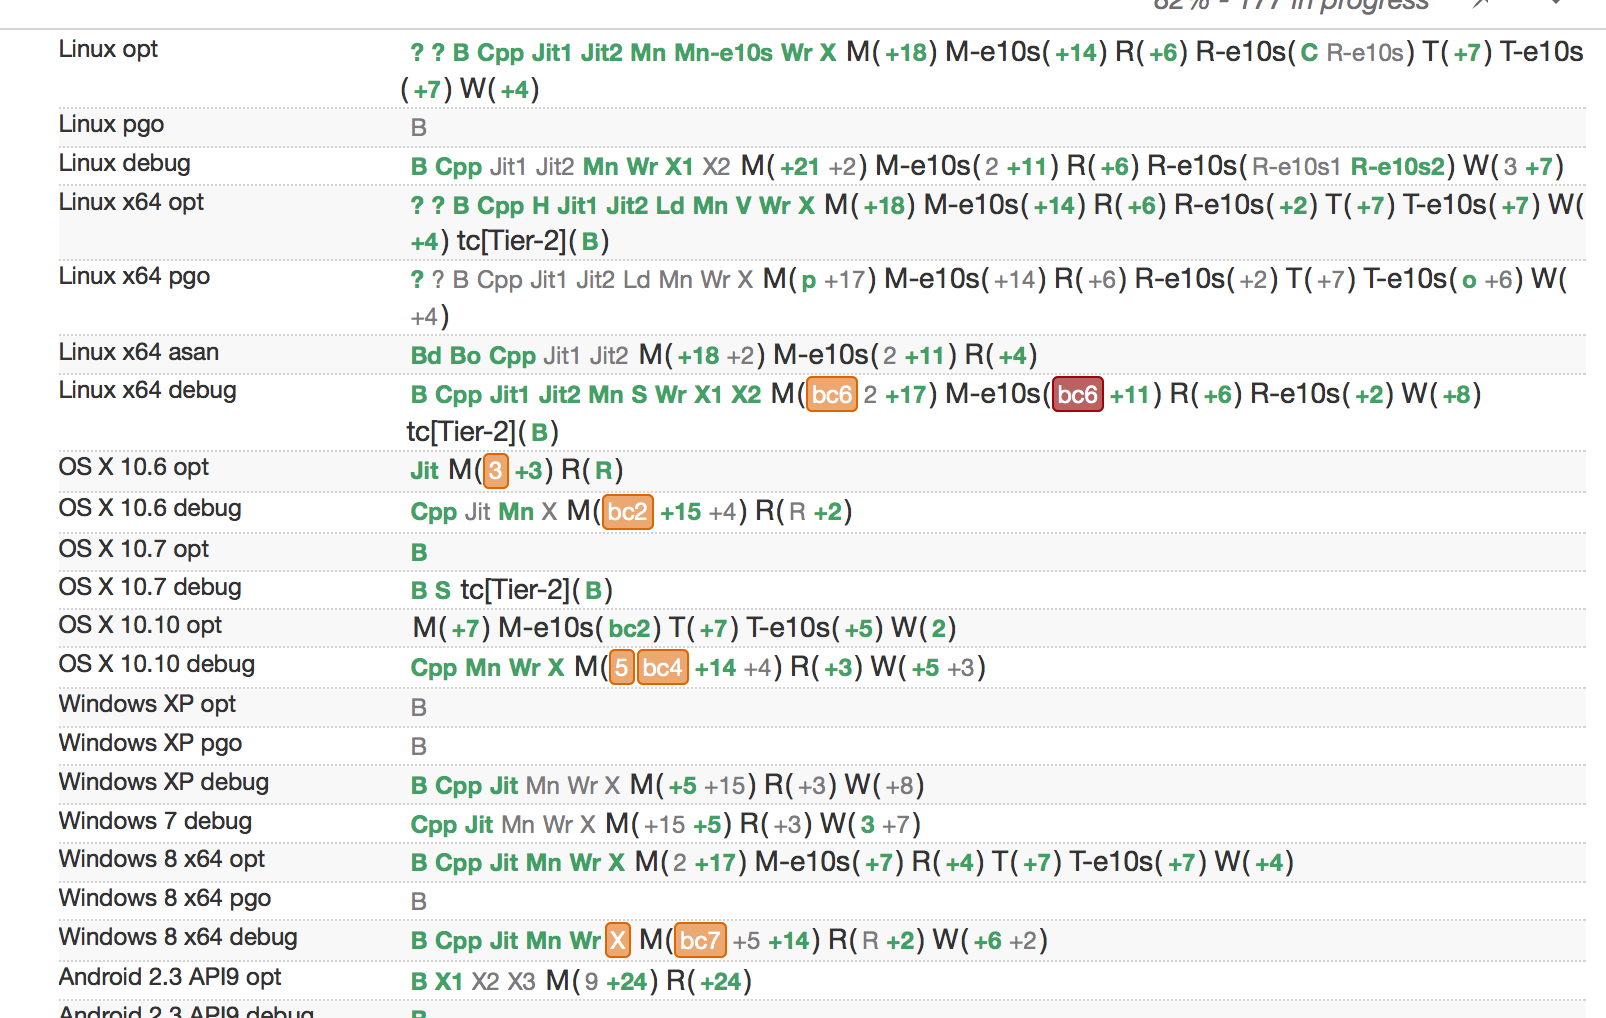 82% - 177 in progress
Linux opt ? ? B Cpp Jit1 Jit2 Mn Mn-e10s Wr X M( +18) M-e10s( +14) R( +6) R-e10s( C R-e10s) T( +7) T-e10s
( +7) W( +4)
Linux pgo B
Linux debug B Cpp Jit1 Jit2 Mn Wr X1 X2 M( +21 +2) M-e10s( 2 +11) R( +6) R-e10s( R-e10s1 R-e10s2) W( 3 +7)
Linux x64 opt ? ? B Cpp H Jit1 Jit2 Ld Mn V Wr X M( +18) M-e10s( +14) R( +6) R-e10s( +2) T( +7) T-e10s( +7) W(
+4) tc[Tier-2]( B)
Linux x64 pgo ? ? B Cpp Jit1 Jit2 Ld Mn Wr X M( p +17) M-e10s( +14) R( +6) R-e10s( +2) T( +7) T-e10s( o +6) W(
+4)
Linux x64 asan Bd Bo Cpp Jit1 Jit2 M( +18 +2) M-e10s( 2 +11) R( +4)
Linux x64 debug B Cpp Jit1 Jit2 Mn S Wr X1 X2 M( bc6 2 +17) M-e10s( bc6 +11) R( +6) R-e10s( +2) W( +8)
tc[Tier-2]( B)
OS X 10.6 opt Jit M( 3 +3) R( R)
OS X 10.6 debug Cpp Jit Mn X M( bc2 +15 +4) R( R +2)
OS X 10.7 opt B
OS X 10.7 debug B S tc[Tier-2]( B)
OS X 10.10 opt M( +7) M-e10s( bc2) T( +7) T-e10s( +5) W( 2)
OS X 10.10 debug Cpp Mn Wr X M( 5 bc4 +14 +4) R( +3) W( +5 +3)
Windows XP opt B
Windows XP pgo B
Windows XP debug B Cpp Jit Mn Wr X M( +5 +15) R( +3) W( +8)
Windows 7 debug Cpp Jit Mn Wr X M( +15 +5) R( +3) W( 3 +7)
Windows 8 x64 opt B Cpp Jit Mn Wr X M( 2 +17) M-e10s( +7) R( +4) T( +7) T-e10s( +7) W( +4)
Windows 8 x64 pgo B
Windows 8 x64 debug B Cpp Jit Mn Wr X M( bc7 +5 +14) R( R +2) W( +6 +2)
Android 2.3 API9 opt B X1 X2 X3 M( 9 +24) R( +24)
Android 2.3 API9 debug B